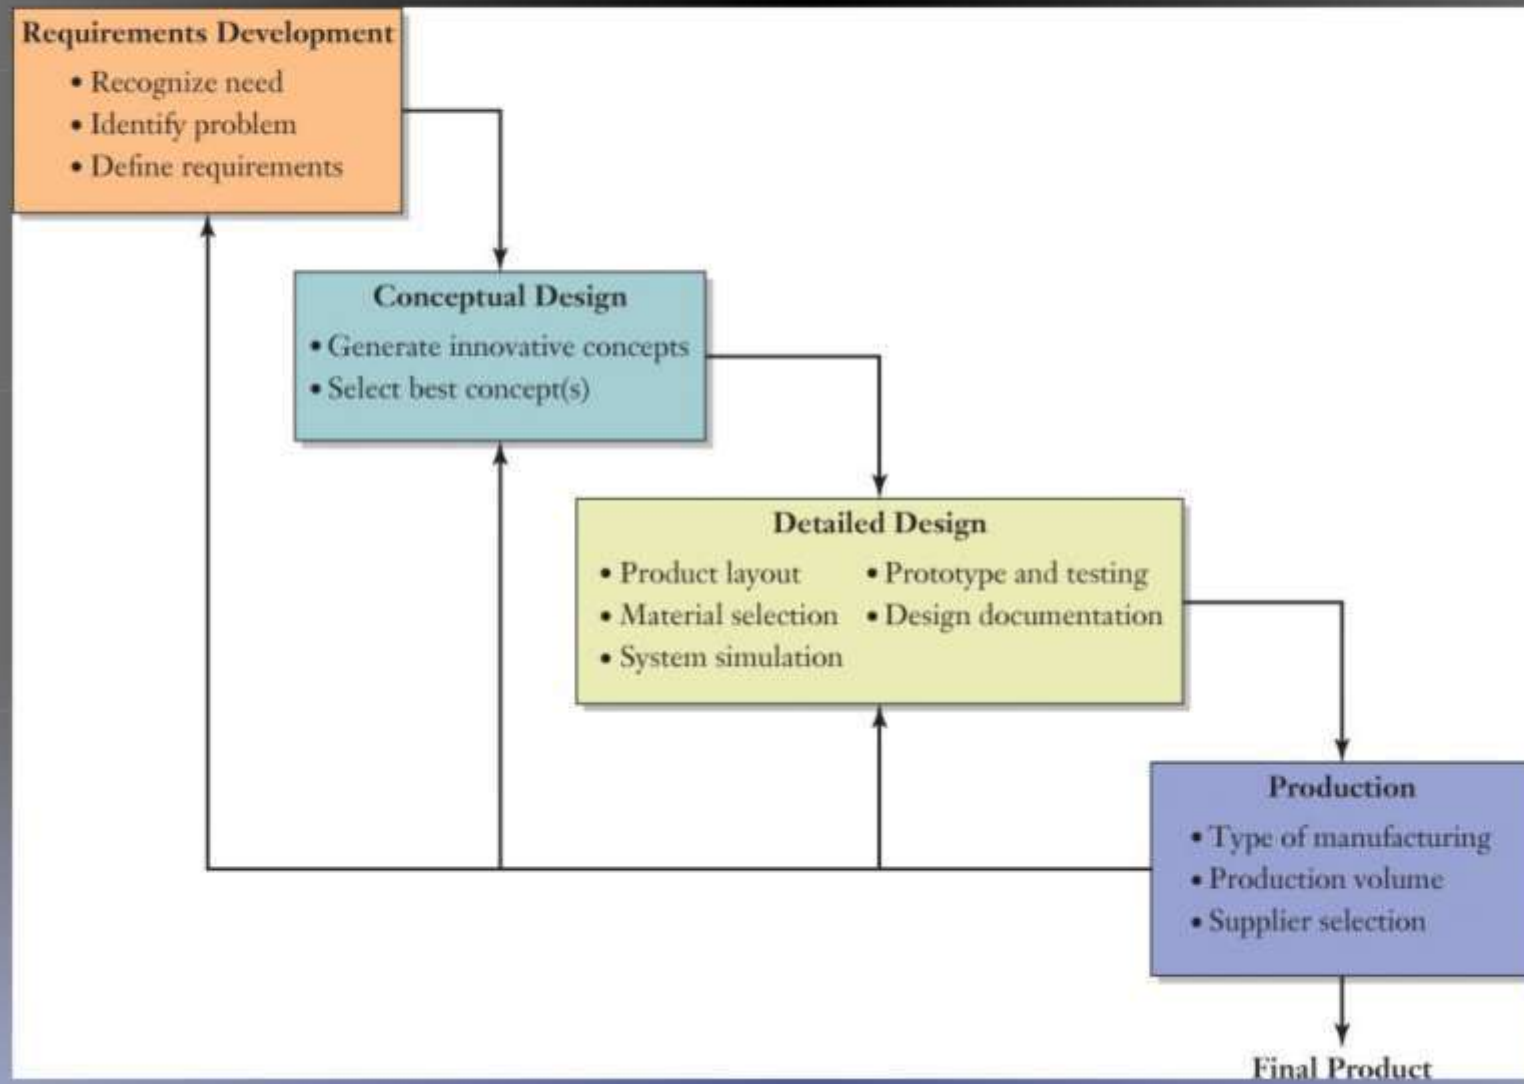 Requirements Development
• Recognize need
• Identify problem
• Define requirements
Conceptual Design
• Generate innovative concepts
• Select best concept(s)
Detailed Design
• Product layout
• Material selection
• System simulation
• Prototype and testing
• Design documentation
Production
• Type of manufacturing
• Production volume
• Supplier selection
Final Product